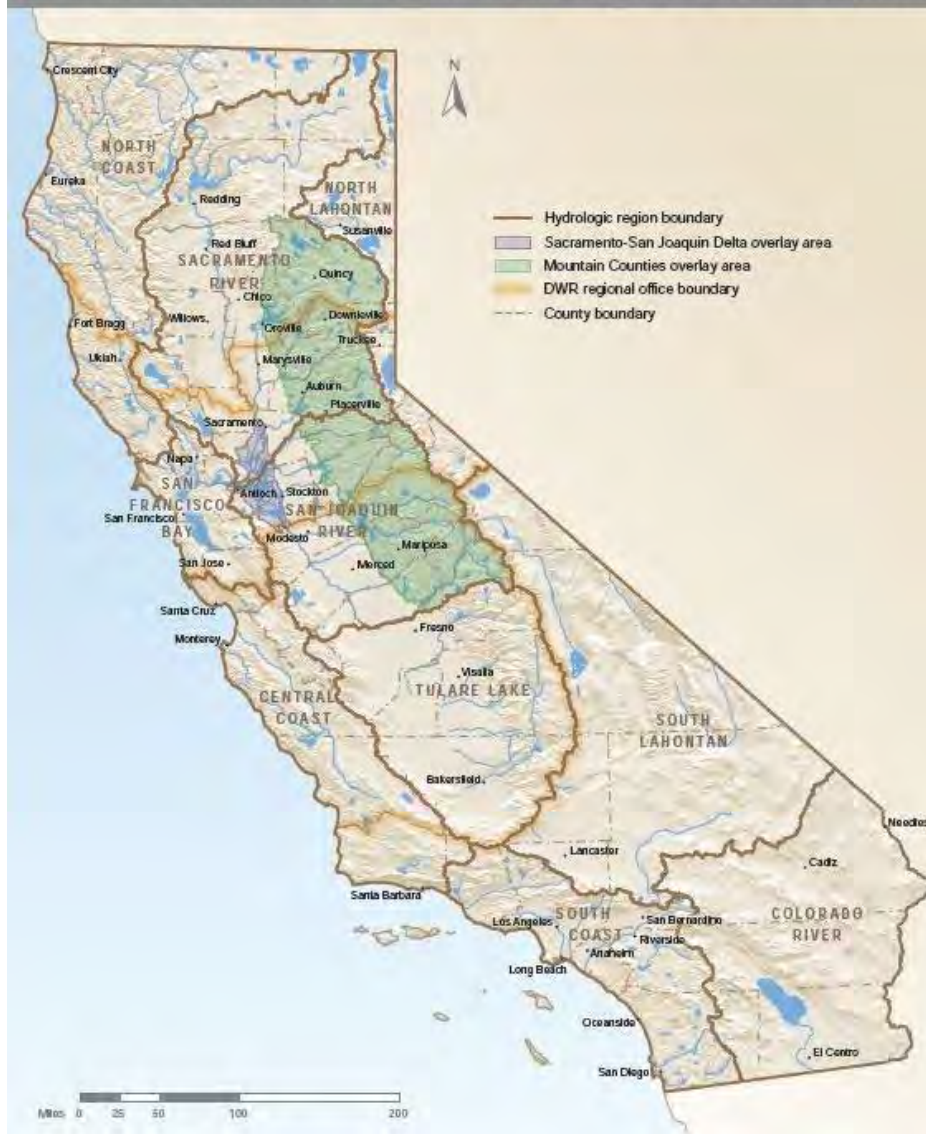 N
Crescent City
NORTH
COAST
Eureka
Redding
NORTH
LAHONTAN
Susanville
Red Bluff
SACRAMENTO
RIVER
Quincy
Chico
Willows
Oroville
Downieville
Truckee
Fort Bragg
Ukiah
Marysville
Auburn
Placerville
Sacramento
Napa
SAN
FRANCISCO
BAY
Antioch
Stockton
SAN JOAQUIN
RIVER
San Francisco
Modesto
Mariposa
Merced
San Jose
Santa Cruz
Monterey
Fresno
Visalia
TULARE LAKE
CENTRAL
COAST
SOUTH
LAHONTAN
Bakersfield
Needles
Lancaster
Cadiz
Santa Barbara
Los Angeles
SOUTH
COAST
San Bernardino
Riverside
Anaheim
COLORADO
RIVER
Long Beach
Oceanside
El Centro
San Diego
Hydrologic region boundary
Sacramento-San Joaquin Delta overlay area
Mountain Counties overlay area
DWR regional office boundary
County boundary
Miles 0 25 50 100 200